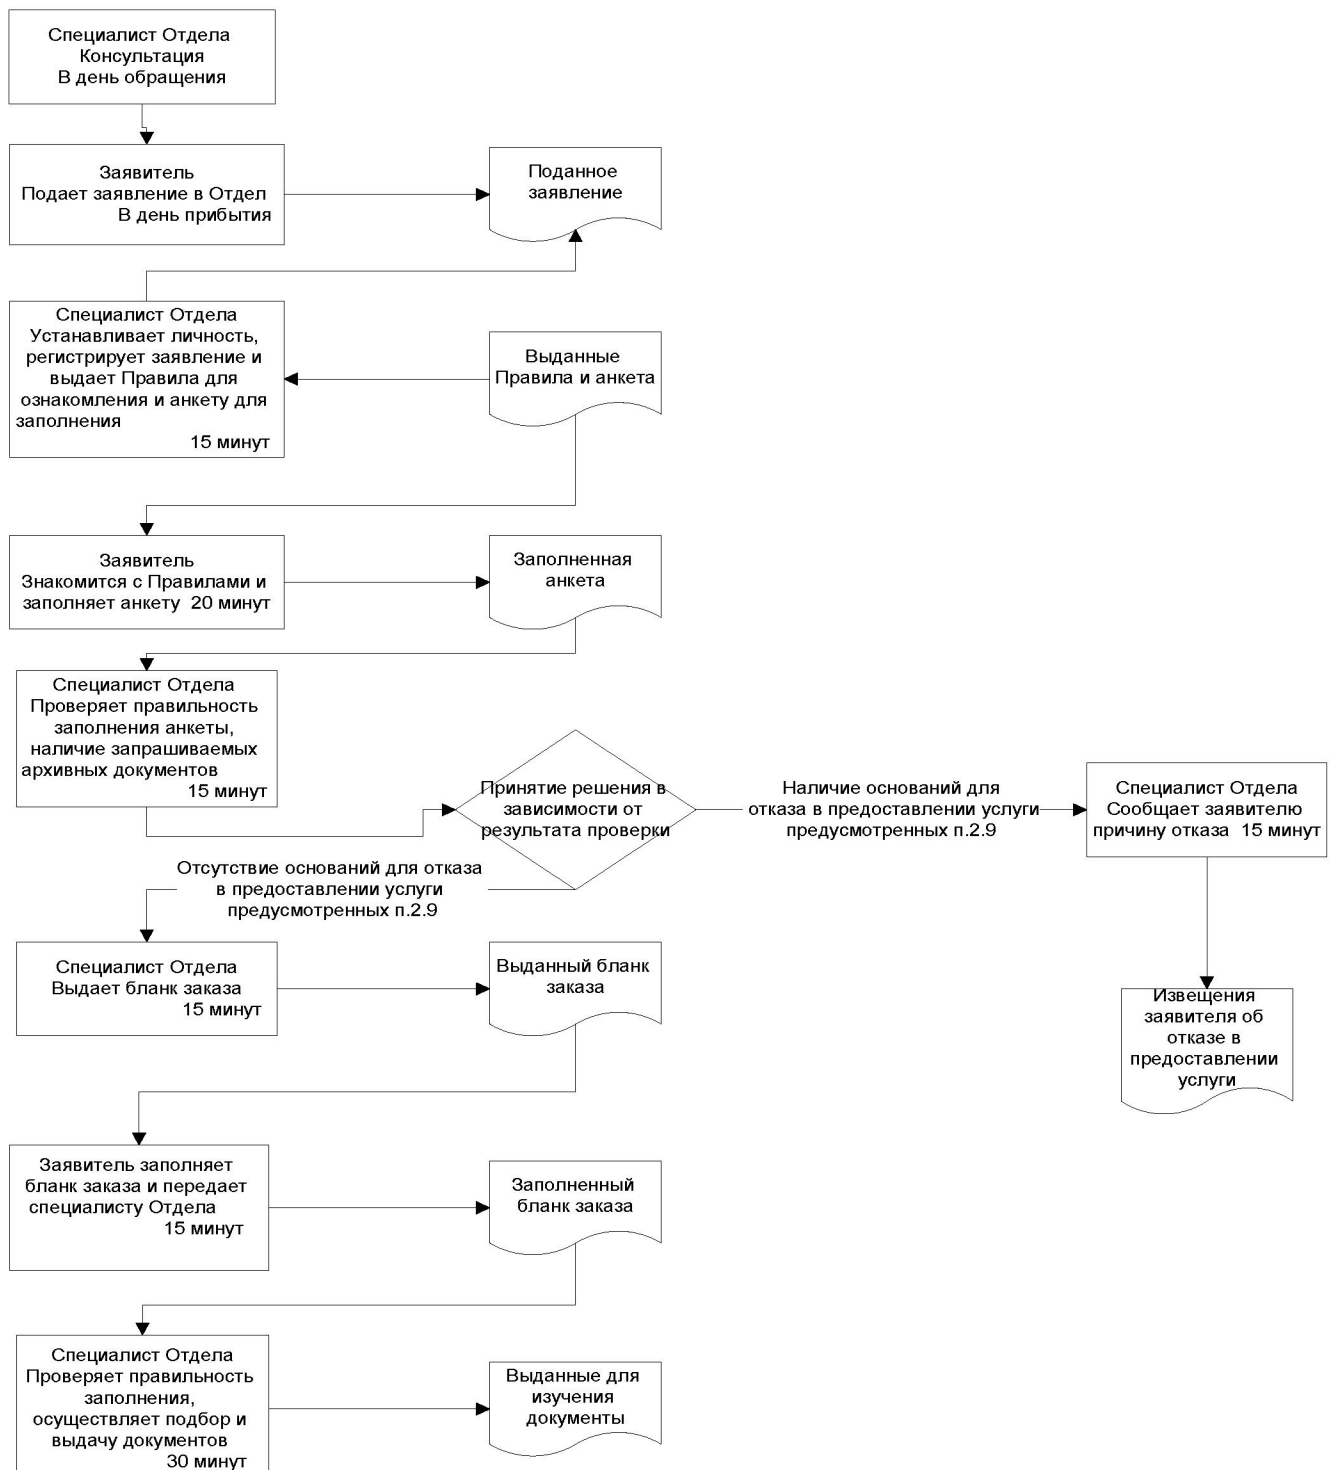 Специалист Отдела
Консультация
В день обращения
Заявитель
Подает заявление в Отдел
В день прибытия
Поданное
заявление
Специалист Отдела
Устанавливает личность,
регистрирует заявление и
выдает Правила для
ознакомления и анкету для
заполнения
15 минут
Выданные
Правила и анкета
Заявитель
Знакомится с Правилами и
заполняет анкету 20 минут
Заполненная
анкета
Специалист Отдела
Проверяет правильность
заполнения анкеты,
наличие запрашиваемых
архивных документов
15 минут
Принятие решения в
зависимости от
результата проверки
Наличие оснований для
отказа в предоставлении услуги
предусмотренных п.2.9
Специалист Отдела
Сообщает заявителю
причину отказа 15 минут
Отсутствие оснований для отказа
в предоставлении услуги
предусмотренных п.2.9
Специалист Отдела
Выдает бланк заказа
15 минут
Выданный бланк
заказа
Извещения
заявителя об
отказе в
предоставлении
услуги
Заявитель заполняет
бланк заказа и передает
специалисту Отдела
15 минут
Заполненный
бланк заказа
Специалист Отдела
Проверяет правильность
заполнения,
осуществляет подбор и
выдачу документов
30 минут
Выданные для
изучения
документы